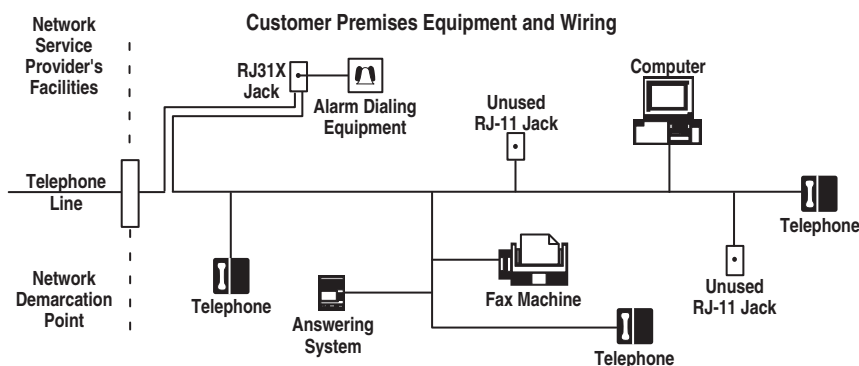 Customer Premises Equipment and Wiring
Network
Service
Provider's
Facilities
RJ31X
Jack
Alarm Dialing
Equipment
Unused
RJ-11 Jack
Computer
Telephone
Line
Telephone
Network
Demarcation
Point
Telephone
Answering
System
Fax Machine
Unused
RJ-11 Jack
Telephone